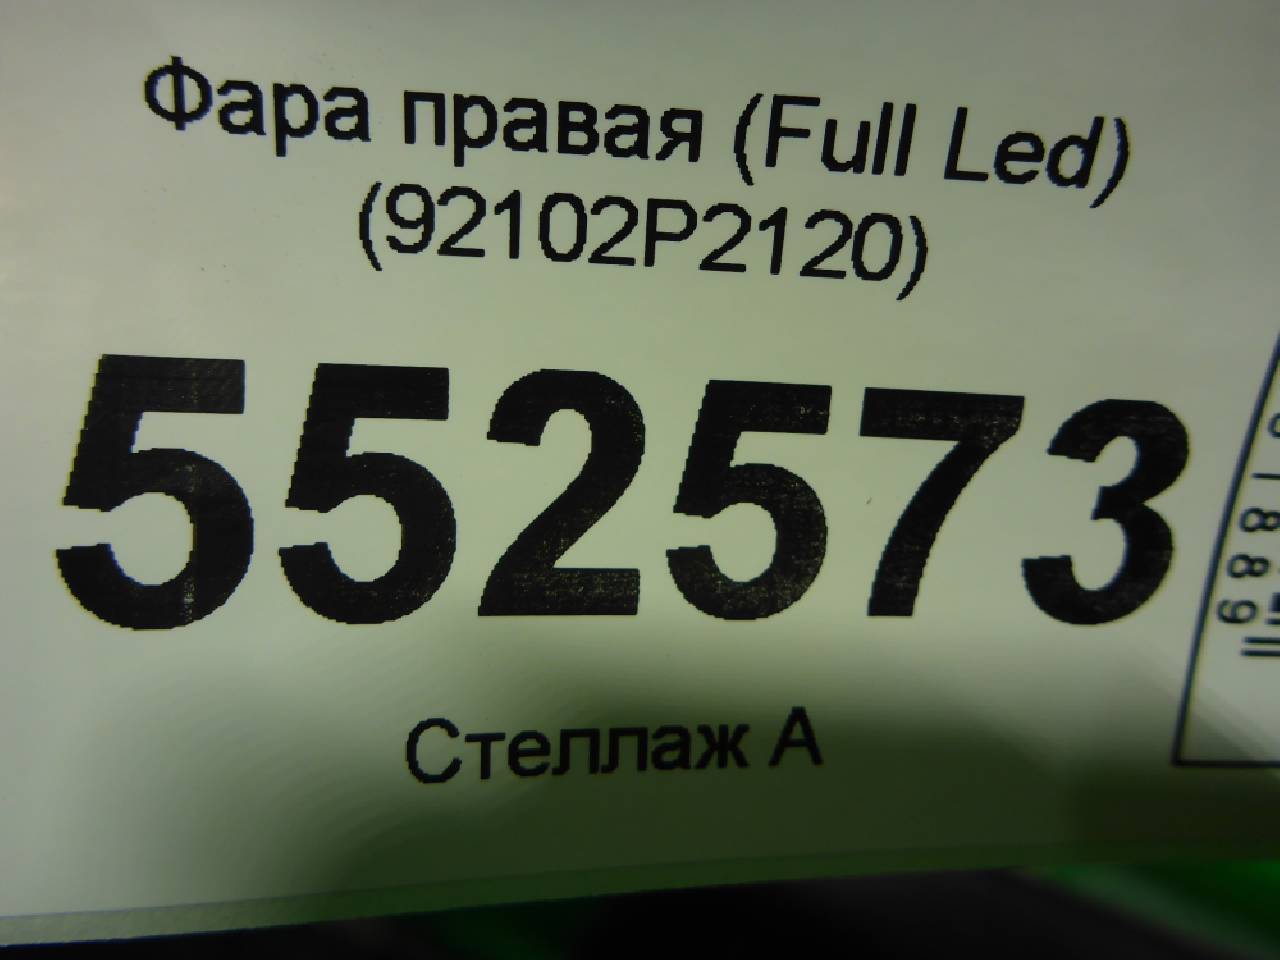 Фара правая (Full Led)
(92102P2120)
552573
Стеллаж А